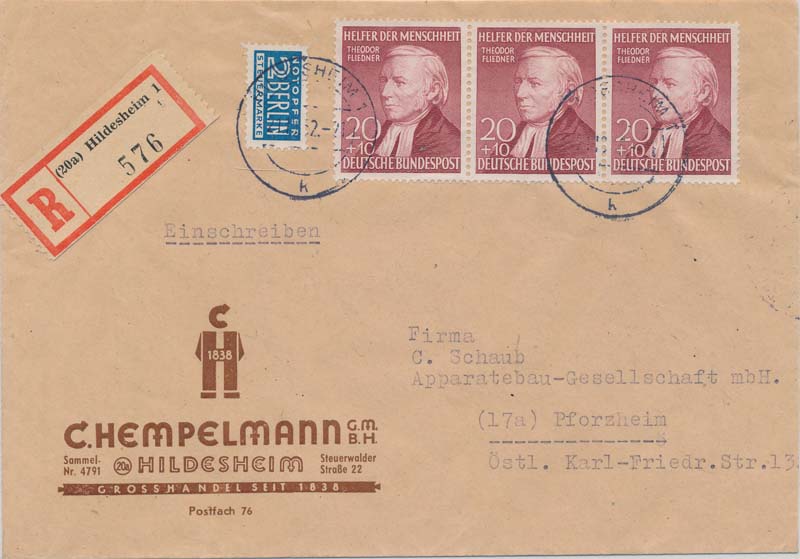 R
(20a) Hildesheim 1
576
NOTOPFER
2 BERLIN
STEUERMARKE
HELFER DER MENSCHHEIT
THEODOR
FLIEDNER
20
+10
DEUTSCHE BUNDESPOST
HELFER DER MENSCHHEIT
THEODOR
FLIEDNER
20
+10
DEUTSCHE BUNDESPOST
HELFER DER MENSCHHEIT
THEODOR
FLIEDNER
20
+10
DEUTSCHE BUNDESPOST
k
h
Einschreiben
CH
1838
C. HEMPELMANN G.M.
B.H.
Sammel-
Nr. 4791
20a HILDESHEIM
Steuerwalder
Straße 22
GROSSHANDEL SEIT 1838
Postfach 76
Firma
C. Schaub
Apparatebau-Gesellschaft mbH.
(17a) Pforzheim
Östl. Karl-Friedr.Str.13